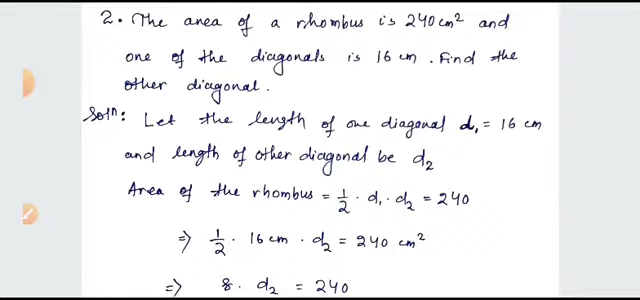 2. The area of a rhombus is 240 cm² and
one of the diagonals is 16 cm. Find the
other diagonal.
Solⁿ: Let the length of one diagonal d₁ = 16 cm
and length of other diagonal be d₂
Area of the rhombus = 1/2 · d₁ · d₂ = 240
⇒ 1/2 · 16 cm · d₂ = 240 cm²
⇒ 8 · d₂ = 240